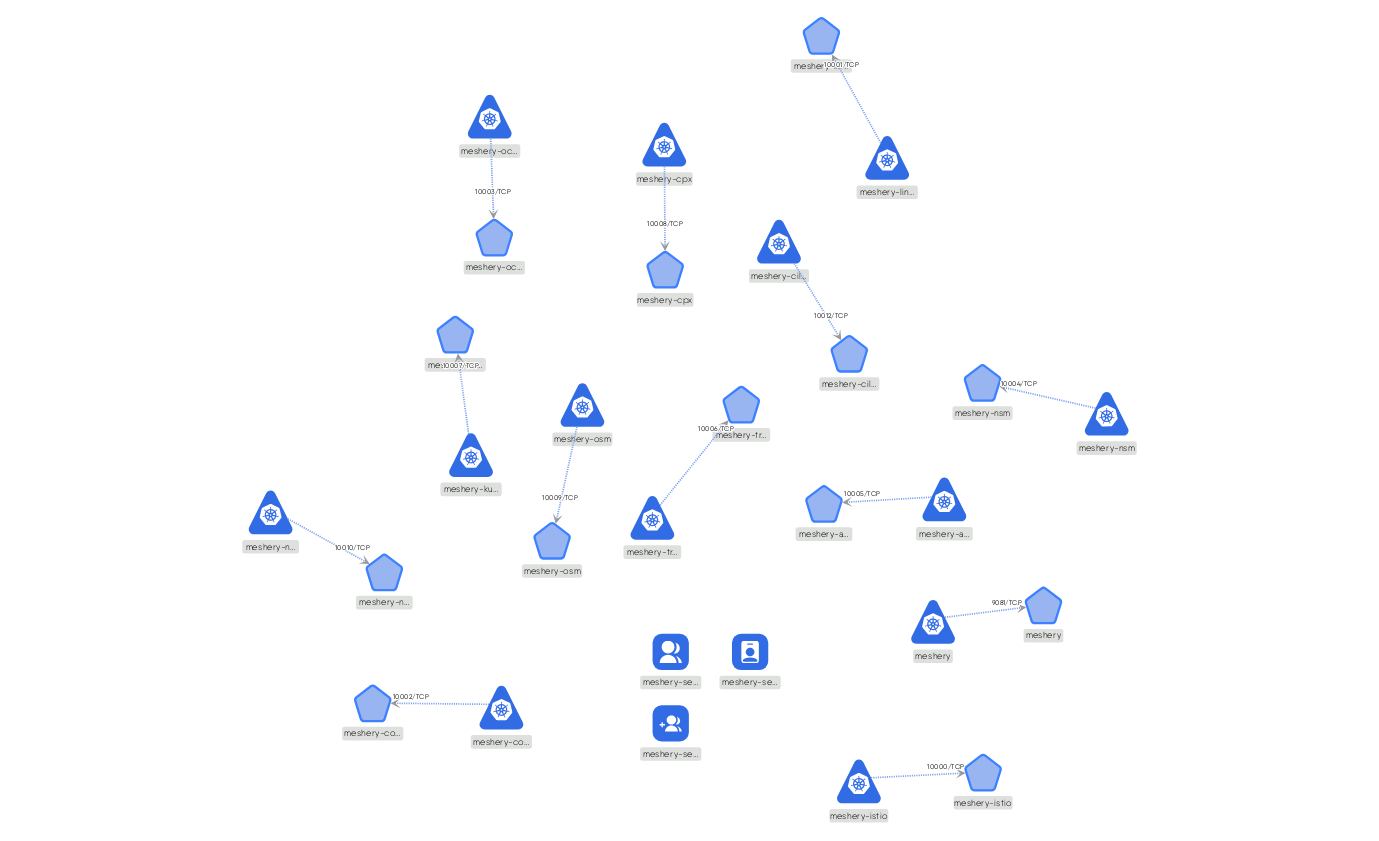 10001/TCP
meshery-oc...
meshery-cpx
10003/TCP
meshery-lin...
10008/TCP
meshery-oc...
meshery-cil...
meshery-cpx
10012/TCP
10007/TCP
meshery-cil...
10004/TCP
meshery-nsm
10006/TCP
meshery-tr...
meshery-osm
meshery-nsm
meshery-ku...
10005/TCP
10009/TCP
meshery-a...
meshery-a...
meshery-n...
10010/TCP
meshery-tr...
meshery-osm
meshery-n...
9081/TCP
meshery
meshery
meshery-se...
meshery-se...
10002/TCP
meshery-co...
meshery-co...
meshery-se...
10000/TCP
meshery-istio
meshery-istio